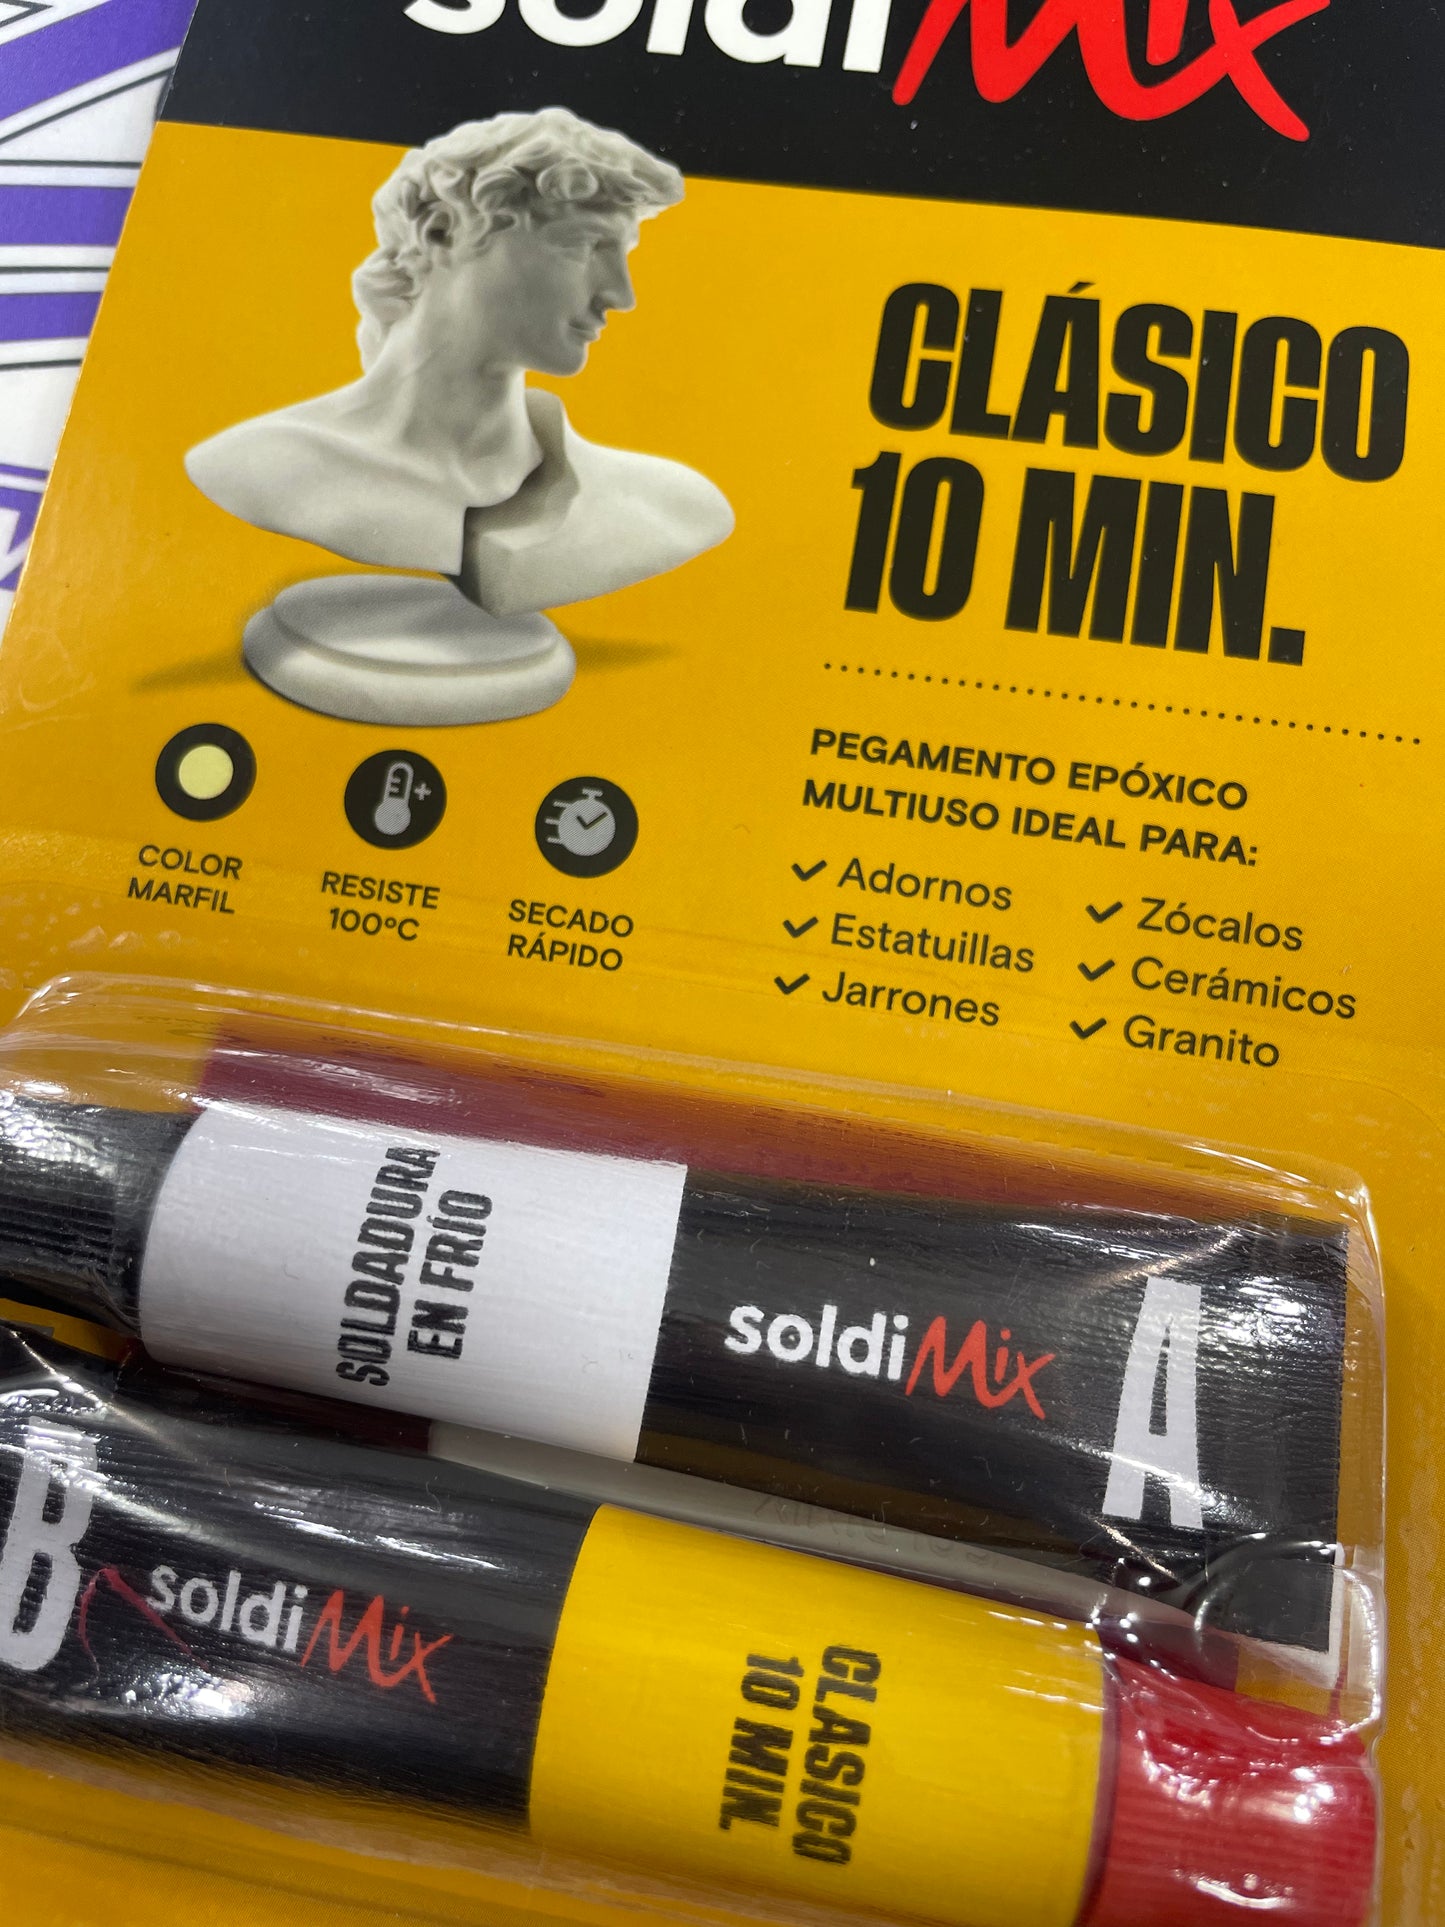 soldiMix
CLÁSICO
10 MIN.
PEGAMENTO EPÓXICO
MULTIUSO IDEAL PARA:
✓ Adornos
✓ Estatuillas
✓ Jarrones
✓ Zócalos
✓ Cerámicos
✓ Granito
COLOR
MARFIL
RESISTE
100ºC
SECADO
RÁPIDO
SOLDADURA
EN FRÍO
soldiMix
A
B
soldiMix
CLASICO
10 MIN.